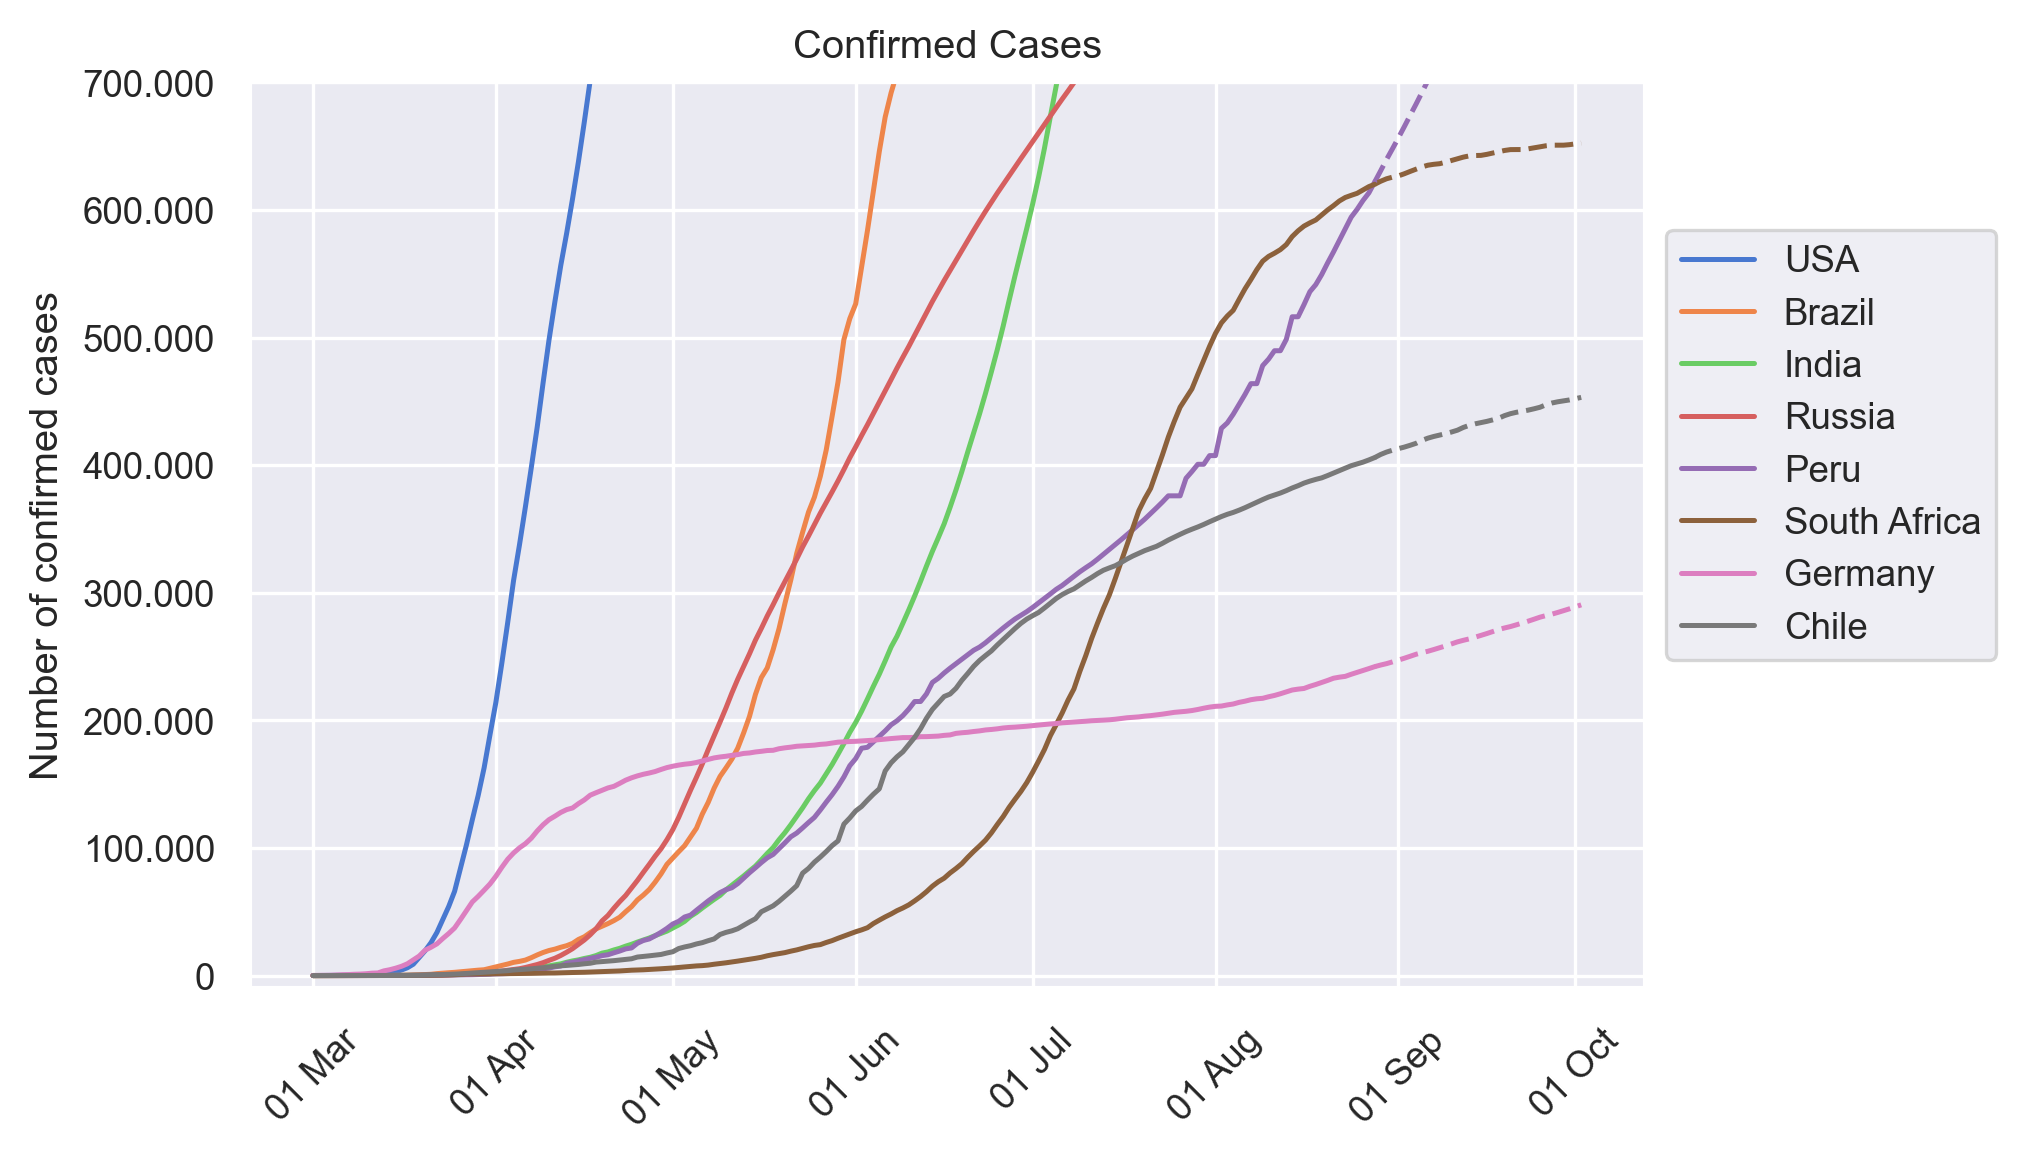 Confirmed Cases
Number of confirmed cases
700.000
600.000
500.000
400.000
300.000
200.000
100.000
0
01 Mar
01 Apr
01 May
01 Jun
01 Jul
01 Aug
01 Sep
01 Oct
USA
Brazil
India
Russia
Peru
South Africa
Germany
Chile